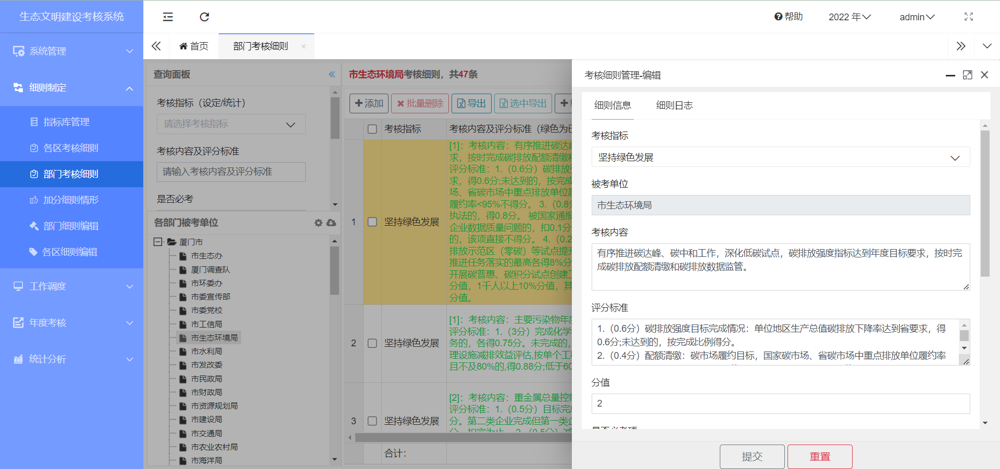 生态文明建设考核系统
帮助
2022 年
admin
首页
部门考核细则
系统管理
细则制定
指标库管理
各区考核细则
部门考核细则
加分细则情形
部门细则编辑
各区细则编辑
工作调度
年度考核
统计分析
查询面板
考核指标（设定/统计）
请选择考核指标
考核内容及评分标准
请输入考核内容及评分标准
是否必考
各部门被考单位
厦门市
市生态办
厦门调查队
市环委办
市委宣传部
市委党校
市工信局
市生态环境局
市水利局
市发改委
市民政局
市财政局
市资源规划局
市建设局
市交通局
市农业农村局
市海洋局
市生态环境局考核细则，共47条
添加
批量删除
导出
选中导出
考核指标
考核内容及评分标准（绿色为已
1
坚持绿色发展
[1]：考核内容：有序推进碳达峰
求，按时完成碳排放配额清缴和
评分标准：1.（0.6分）碳排放强
求，得0.6分;未达到的，按完成
场、省碳市场中重点排放单位履
履约率<95%不得分。 3.（0.8分
执法的，得0.8分。 被国家通报
企业数据质量问题的，扣0.1分
的，该项直接不得分。 4.（0.2
排放示范区（零碳）等试点提升
推进任务落实的最高各得8%分
开展碳普惠、碳积分试点创建工
分值，1千人以上10%分值，其
分值。
2
坚持绿色发展
[1]：考核内容：主要污染物年度
评分标准：1.（3分）完成化学
务的，各得0.75分。未完成的，
理设施减排效益评估,按单个工程
且不及80%的,得0.88分;低于60
3
坚持绿色发展
[2]：考核内容：重金属总量控制
评分标准：1.（0.5分）目标完成
分。第二类企业完成但第一类企
分，扣完为止。 2.（0.5分）减
合计：
考核细则管理-编辑
细则信息
细则日志
考核指标
坚持绿色发展
被考单位
市生态环境局
考核内容
有序推进碳达峰、碳中和工作，深化低碳试点，碳排放强度指标达到年度目标要求，按时完
成碳排放配额清缴和碳排放数据监管。
评分标准
1.（0.6分）碳排放强度目标完成情况：单位地区生产总值碳排放下降率达到省要求，得
0.6分;未达到的，按完成比例得分。
2.（0.4分）配额清缴：碳市场履约目标，国家碳市场、省碳市场中重点排放单位履约率
分值
2
是否必考项
提交
重置